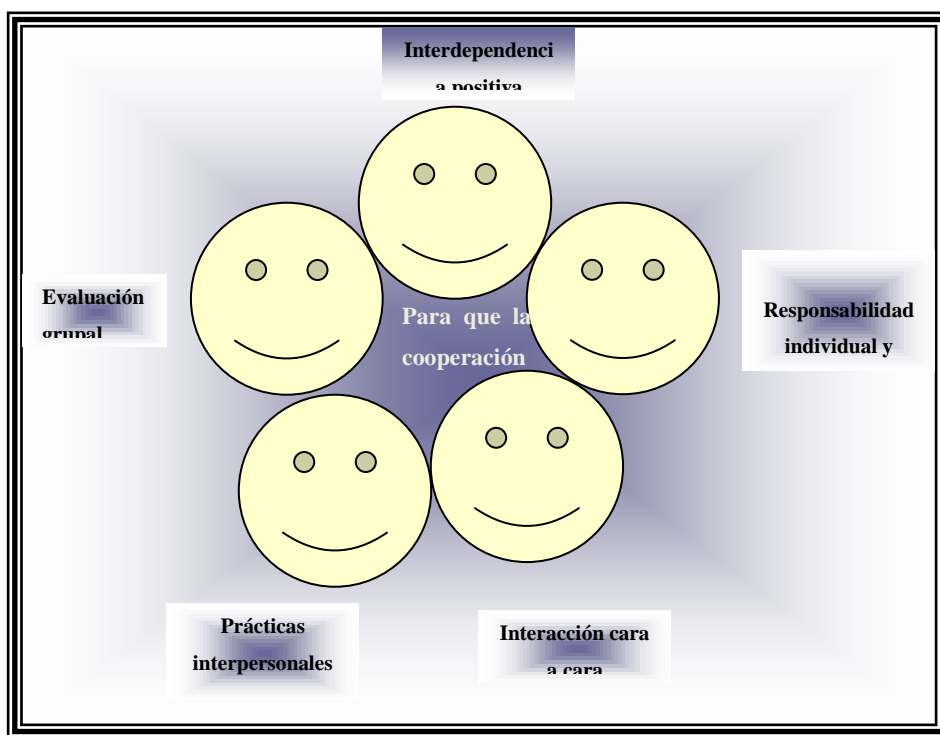 Interdependenci
a positiva
Evaluación
grupal
Para que la
cooperación
Responsabilidad
individual y
Prácticas
interpersonales
Interacción cara
a cara